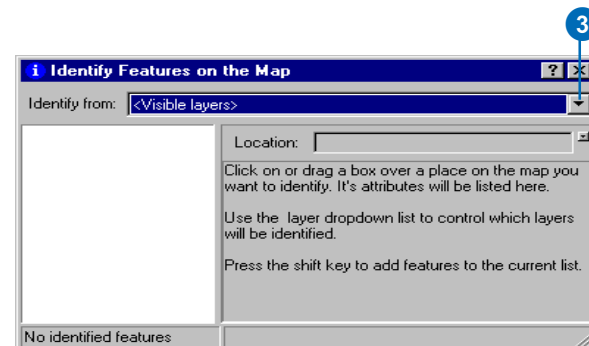 3
i Identify Features on the Map ? X
Identify from: <Visible layers>
Location:
Click on or drag a box over a place on the map you
want to identify. It's attributes will be listed here.
Use the layer dropdown list to control which layers
will be identified.
Press the shift key to add features to the current list.
No identified features